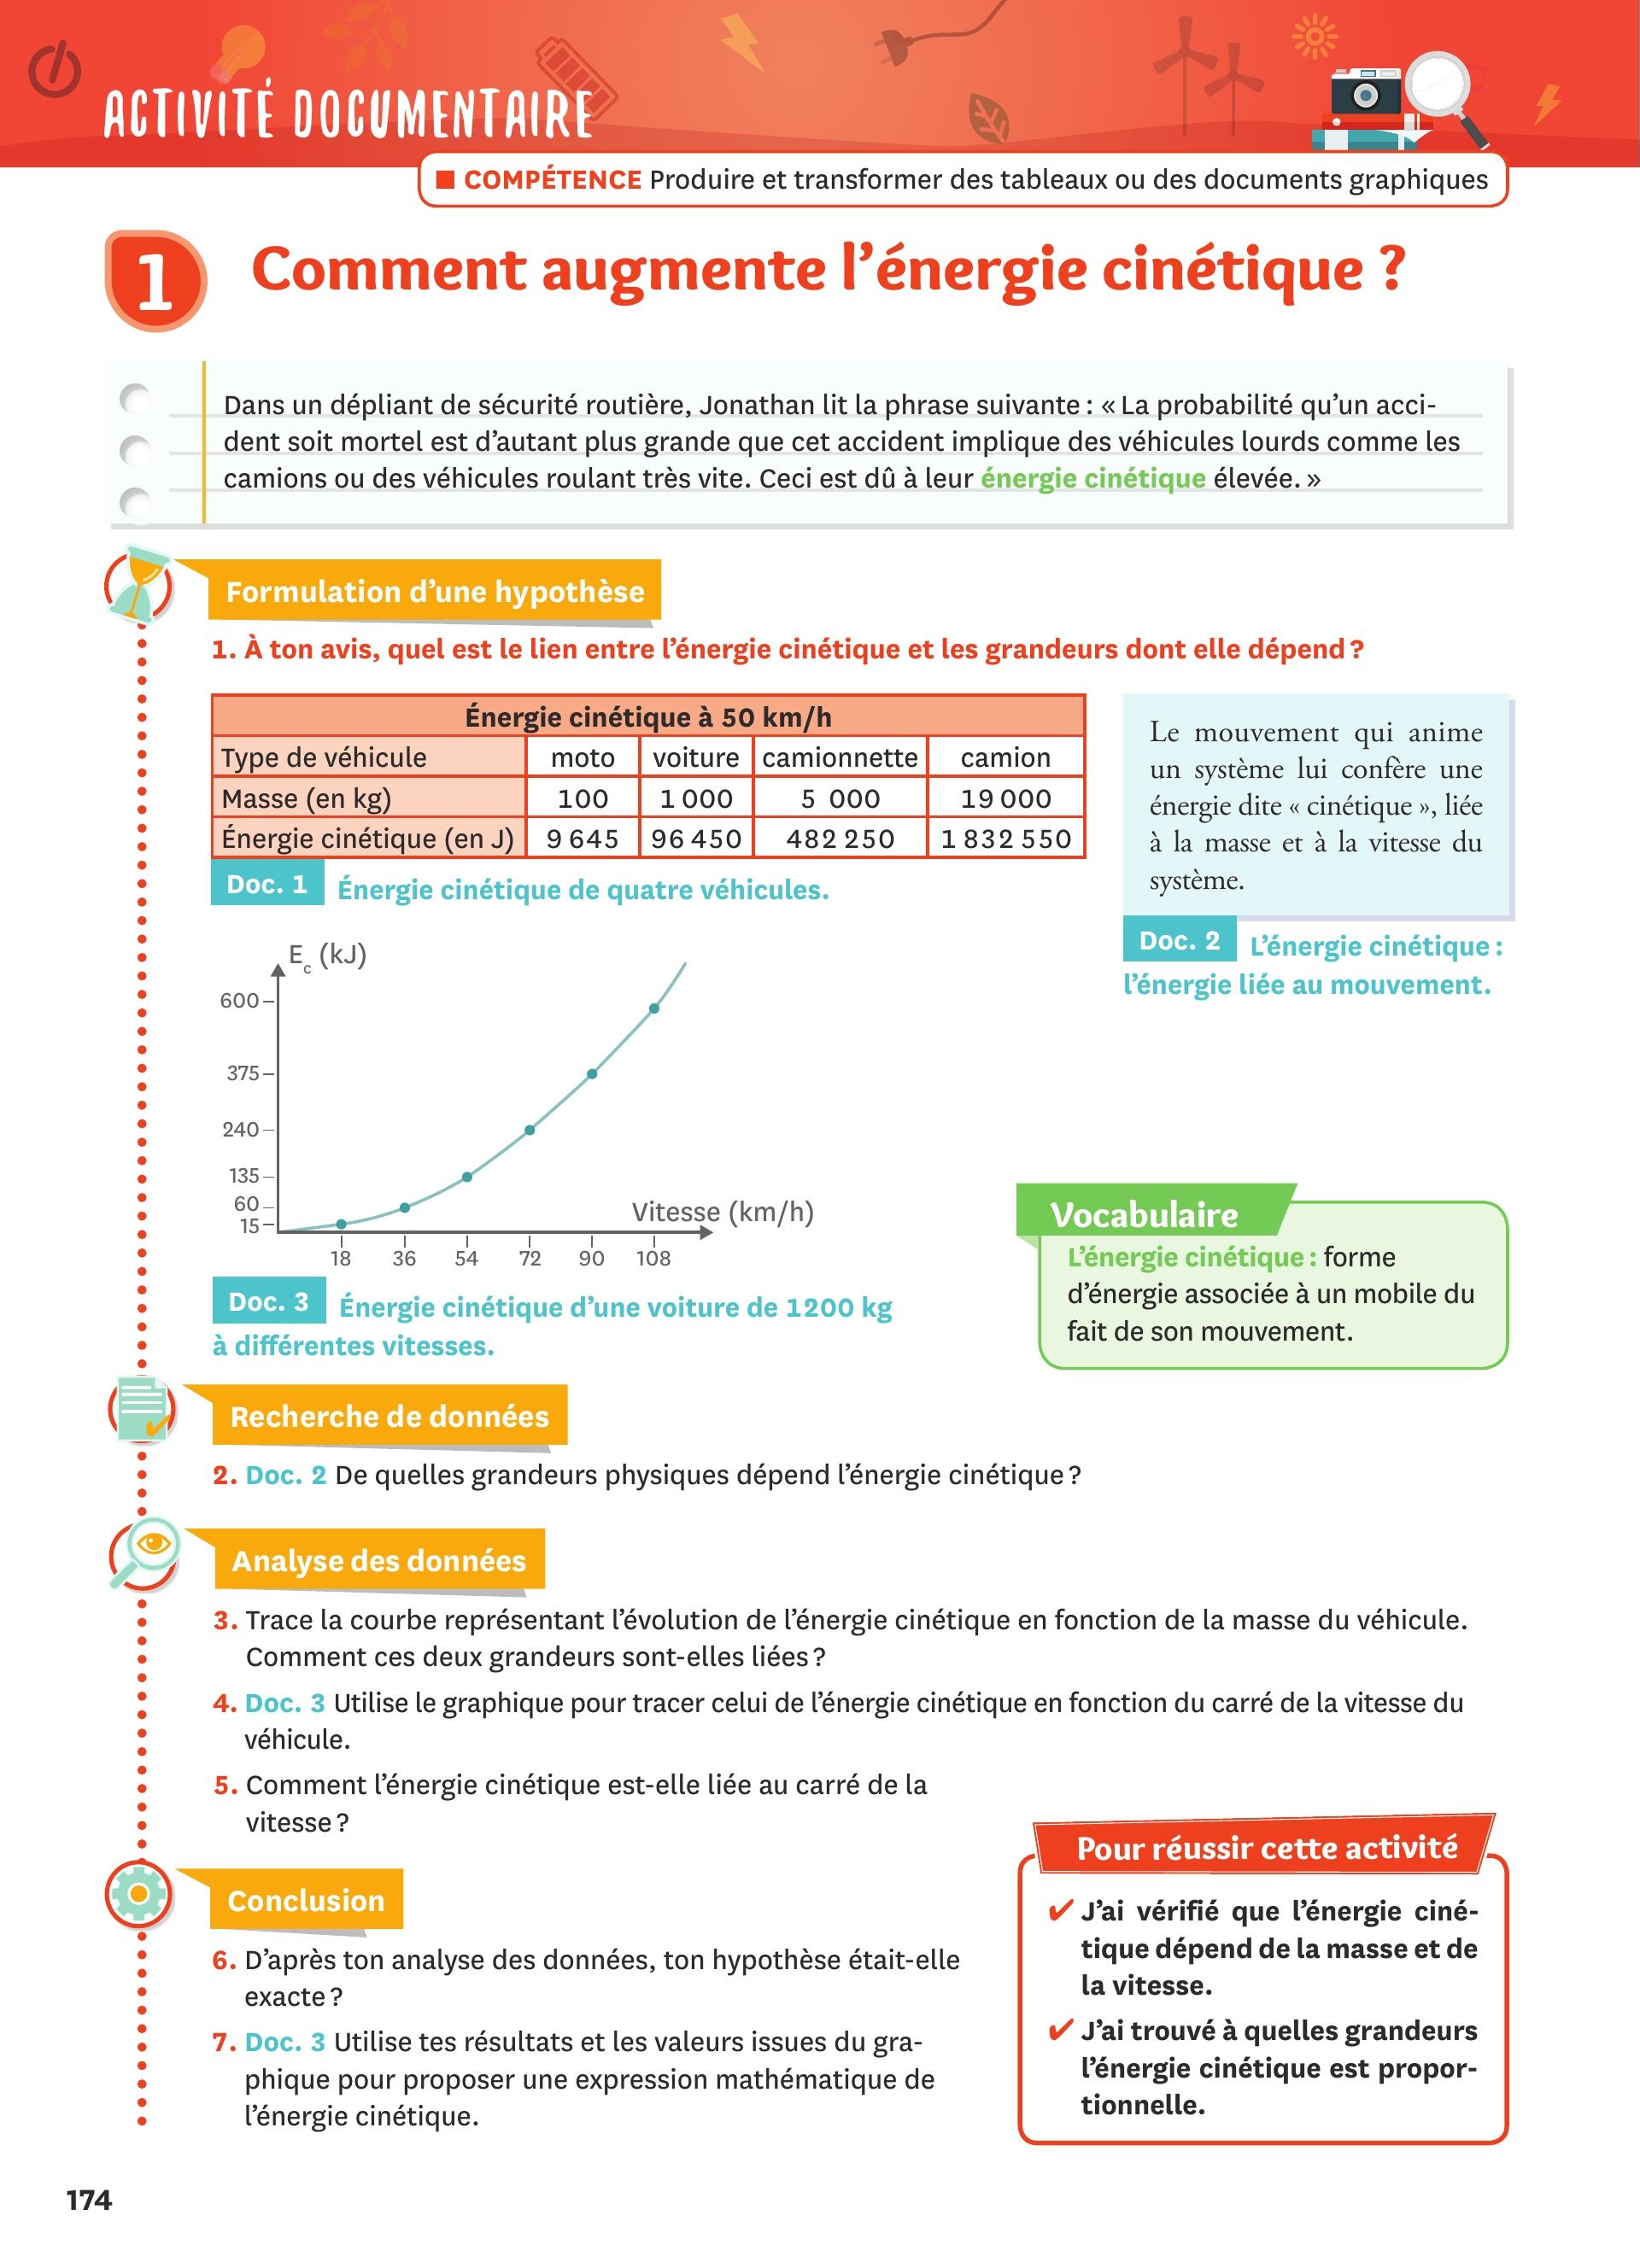 ACTIVITÉ DOCUMENTAIRE
COMPÉTENCE Produire et transformer des tableaux ou des documents graphiques
1 Comment augmente l’énergie cinétique ?
Dans un dépliant de sécurité routière, Jonathan lit la phrase suivante : « La probabilité qu’un acci-
dent soit mortel est d’autant plus grande que cet accident implique des véhicules lourds comme les
camions ou des véhicules roulant très vite. Ceci est dû à leur énergie cinétique élevée. »
Formulation d’une hypothèse
1. À ton avis, quel est le lien entre l’énergie cinétique et les grandeurs dont elle dépend ?
Énergie cinétique à 50 km/h
Type de véhicule moto voiture camionnette camion
Masse (en kg) 100 1 000 5 000 19 000
Énergie cinétique (en J) 9 645 96 450 482 250 1 832 550
Doc. 1 Énergie cinétique de quatre véhicules.
Le mouvement qui anime
un système lui confère une
énergie dite « cinétique », liée
à la masse et à la vitesse du
système.
Doc. 2 L’énergie cinétique :
l’énergie liée au mouvement.
Ec (kJ)
600
375
240
135
60
15
Vitesse (km/h)
18 36 54 72 90 108
Doc. 3 Énergie cinétique d’une voiture de 1200 kg
à différentes vitesses.
Vocabulaire
L’énergie cinétique : forme
d’énergie associée à un mobile du
fait de son mouvement.
Recherche de données
2. Doc. 2 De quelles grandeurs physiques dépend l’énergie cinétique ?
Analyse des données
3. Trace la courbe représentant l’évolution de l’énergie cinétique en fonction de la masse du véhicule.
Comment ces deux grandeurs sont-elles liées ?
4. Doc. 3 Utilise le graphique pour tracer celui de l’énergie cinétique en fonction du carré de la vitesse du
véhicule.
5. Comment l’énergie cinétique est-elle liée au carré de la
vitesse ?
Conclusion
6. D’après ton analyse des données, ton hypothèse était-elle
exacte ?
7. Doc. 3 Utilise tes résultats et les valeurs issues du gra-
phique pour proposer une expression mathématique de
l’énergie cinétique.
Pour réussir cette activité
✔ J’ai vérifié que l’énergie ciné-
tique dépend de la masse et de
la vitesse.
✔ J’ai trouvé à quelles grandeurs
l’énergie cinétique est propor-
tionnelle.
174